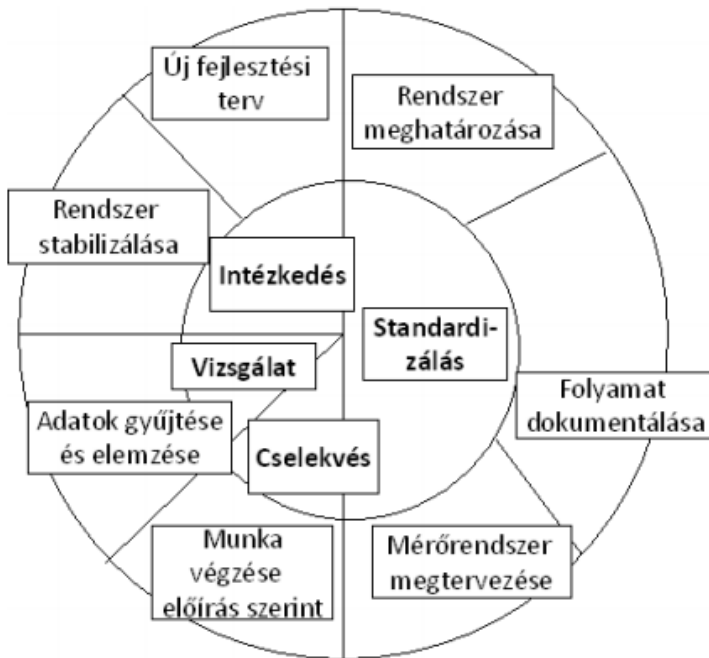 Új fejlesztési
terv
Rendszer
meghatározása
Rendszer
stabilizálása
Intézkedés
Standardi-
zálás
Vizsgálat
Folyamat
dokumentálása
Adatok gyűjtése
és elemzése
Cselekvés
Munka
végzése
előírás szerint
Mérőrendszer
megtervezése